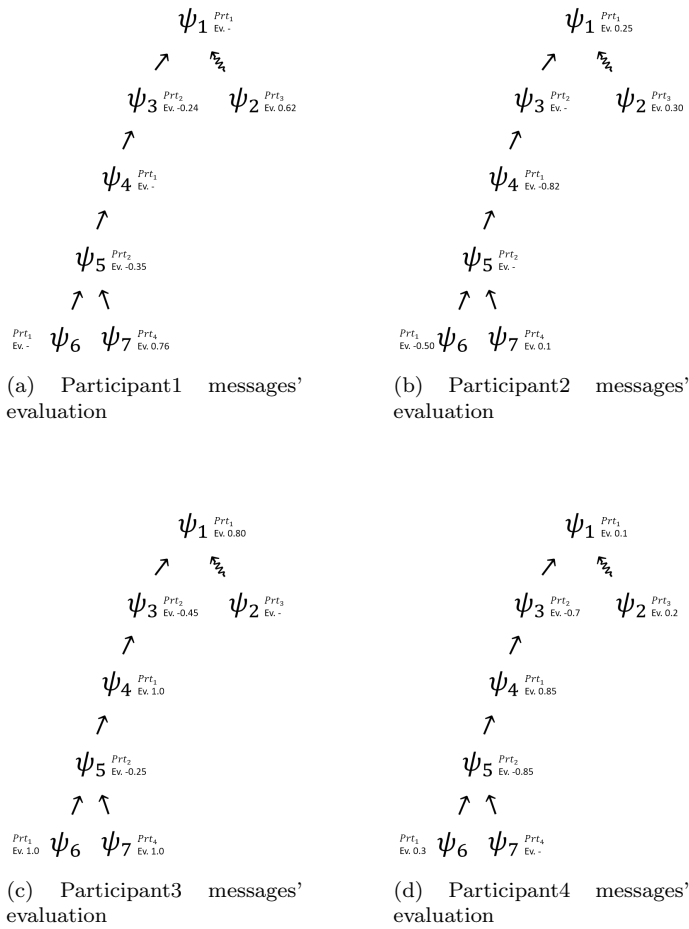 ψ1 Prt1
Ev. -
ψ3 Prt2
Ev. -0.24
ψ2 Prt3
Ev. 0.62
ψ4 Prt1
Ev. -
ψ5 Prt2
Ev. -0.35
Prt1
Ev. -
ψ6
ψ7 Prt4
Ev. 0.76
(a) Participant1 messages’
evaluation
ψ1 Prt1
Ev. 0.25
ψ3 Prt2
Ev. -
ψ2 Prt3
Ev. 0.30
ψ4 Prt1
Ev. -0.82
ψ5 Prt2
Ev. -
Prt1
Ev. -0.50
ψ6
ψ7 Prt4
Ev. 0.1
(b) Participant2 messages’
evaluation
ψ1 Prt1
Ev. 0.80
ψ3 Prt2
Ev. -0.45
ψ2 Prt3
Ev. -
ψ4 Prt1
Ev. 1.0
ψ5 Prt2
Ev. -0.25
Prt1
Ev. 1.0
ψ6
ψ7 Prt4
Ev. 1.0
(c) Participant3 messages’
evaluation
ψ1 Prt1
Ev. 0.1
ψ3 Prt2
Ev. -0.7
ψ2 Prt3
Ev. 0.2
ψ4 Prt1
Ev. 0.85
ψ5 Prt2
Ev. -0.85
Prt1
Ev. 0.3
ψ6
ψ7 Prt4
Ev. -
(d) Participant4 messages’
evaluation